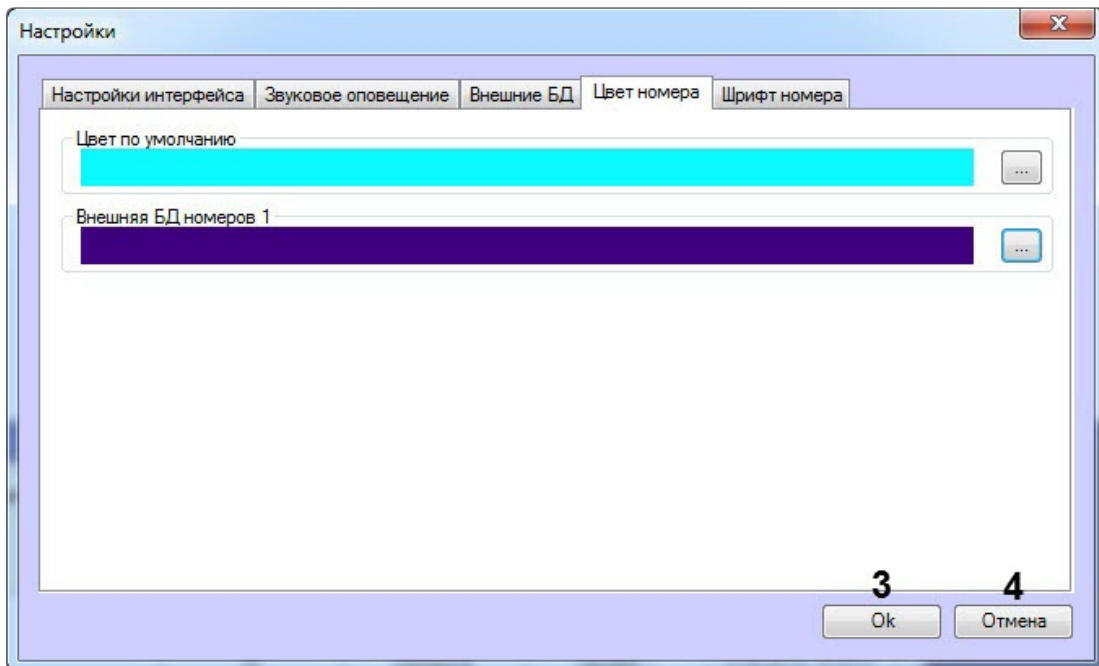 Настройки
Настройки интерфейса Звуковое оповещение Внешние БД Цвет номера Шрифт номера
Цвет по умолчанию
...
Внешняя БД номеров 1
...
3 4
Ok Отмена